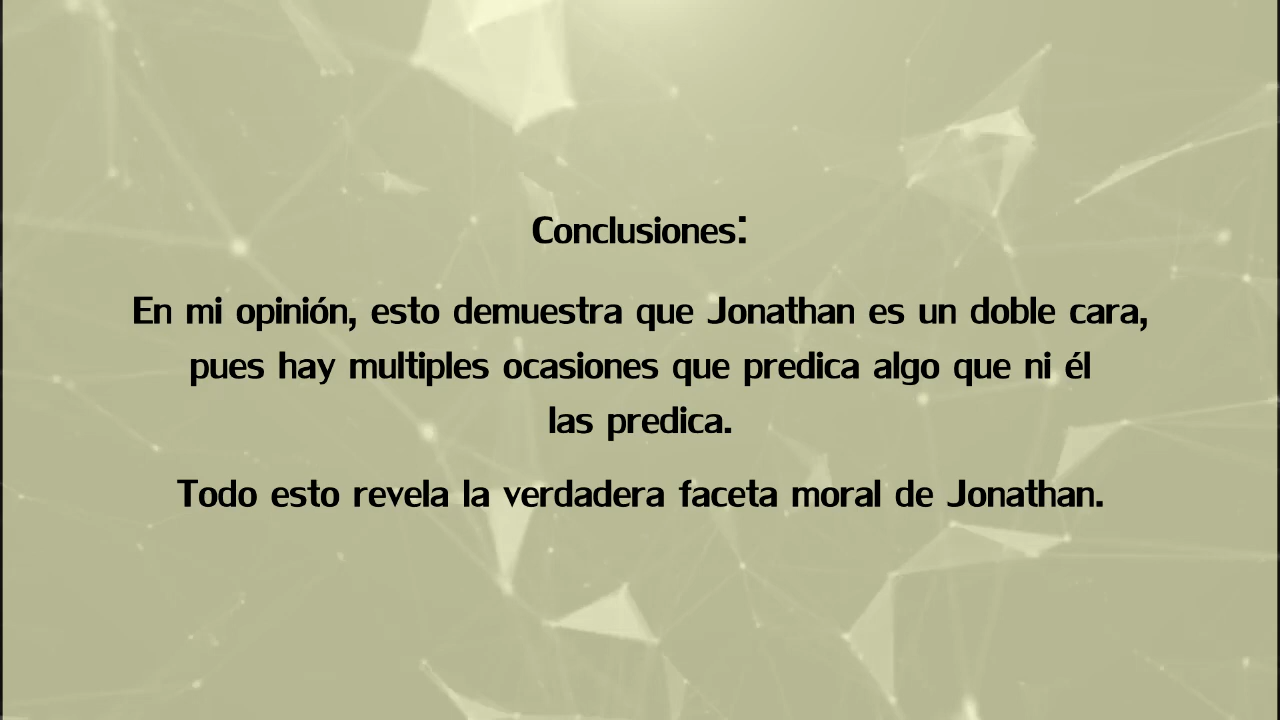 Conclusiones:
En mi opinión, esto demuestra que Jonathan es un doble cara,
pues hay multiples ocasiones que predica algo que ni él
las predica.
Todo esto revela la verdadera faceta moral de Jonathan.